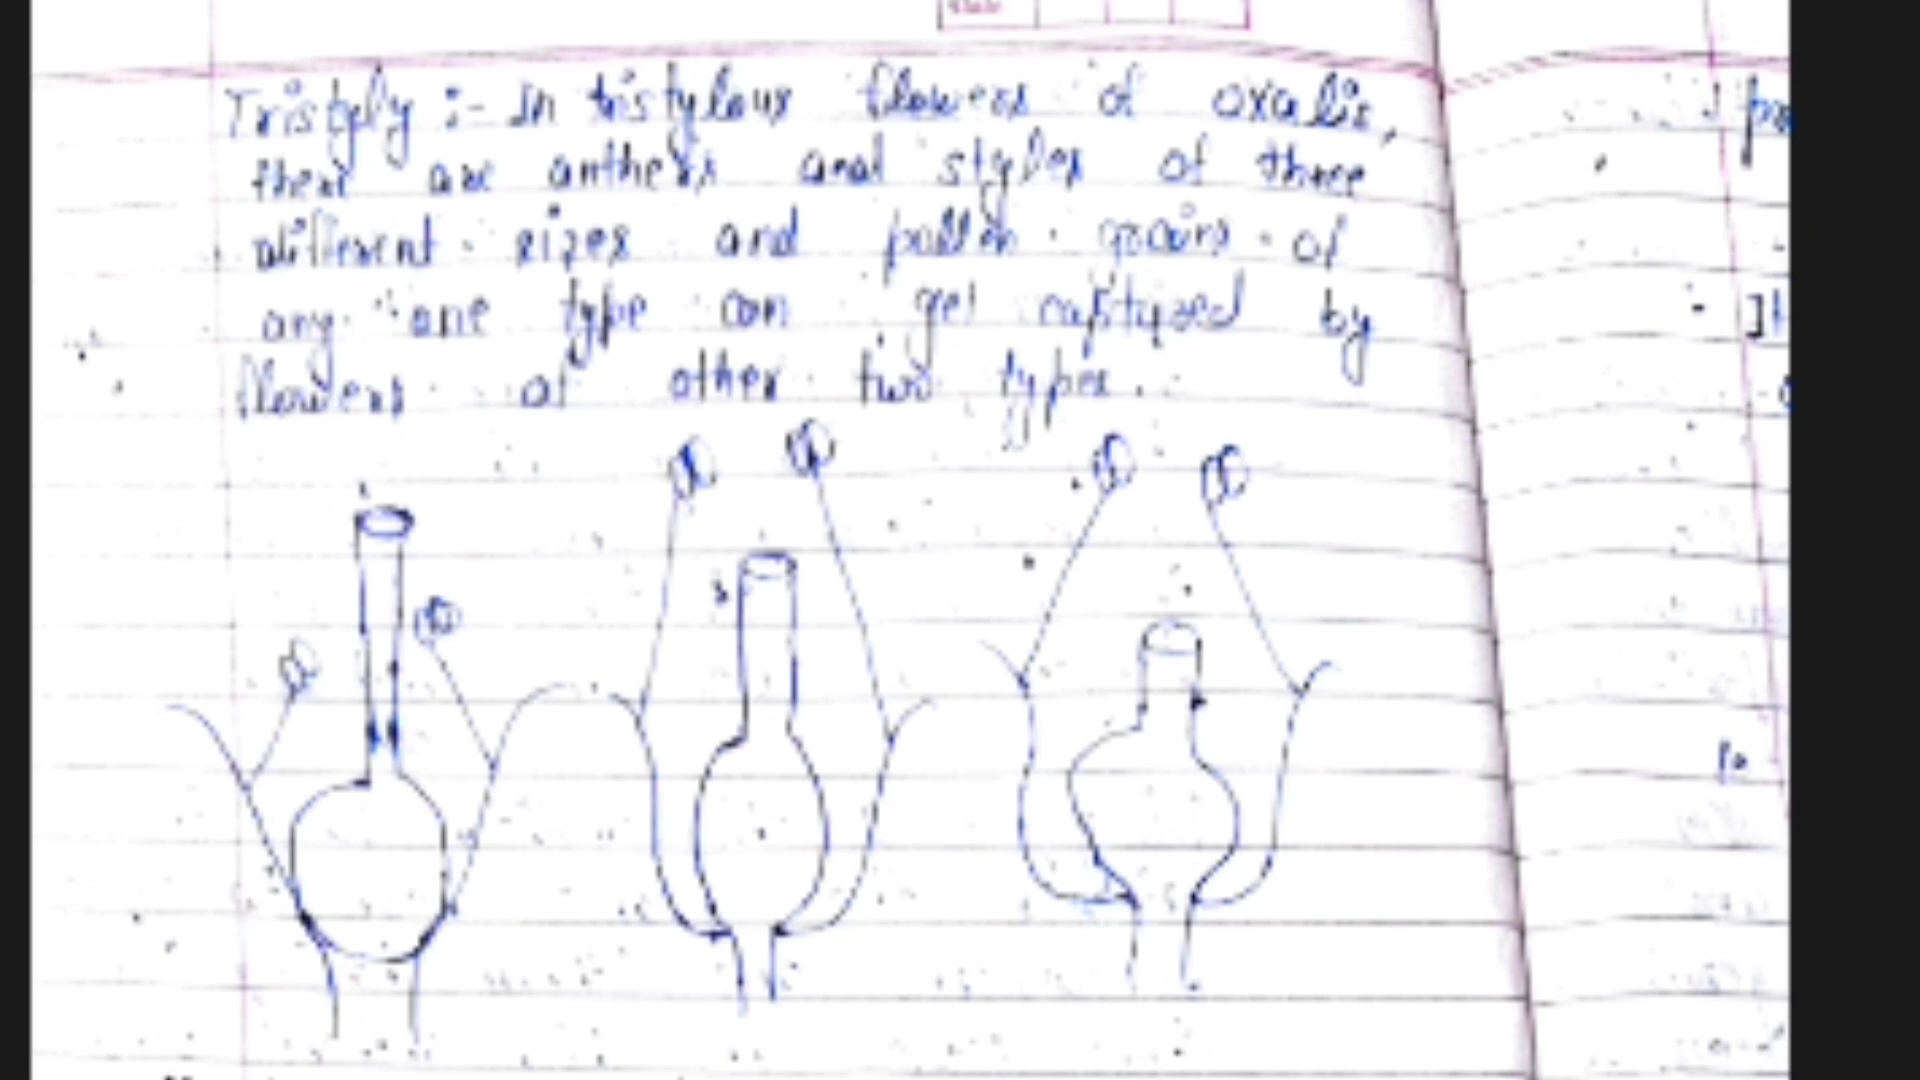 Tristyly :- In tristylous flowers of oxalis,
there are anthers and styles of three
different sizes and pollen grains of
any one type can get captured by
flowers of other two types.